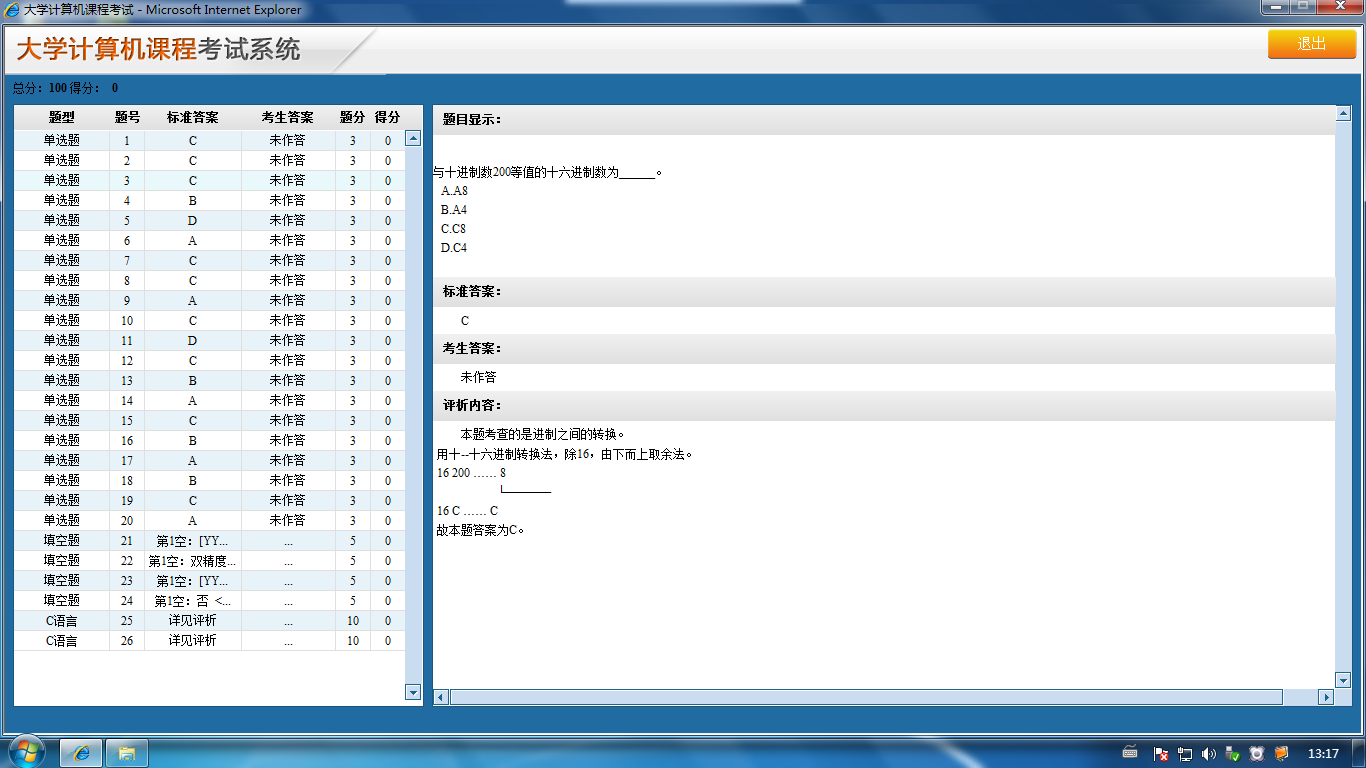 大学计算机课程考试 - Microsoft Internet Explorer
大学计算机课程考试系统
退出
总分：100 得分： 0
题型 题号 标准答案 考生答案 题分 得分
单选题 1 C 未作答 3 0
单选题 2 C 未作答 3 0
单选题 3 C 未作答 3 0
单选题 4 B 未作答 3 0
单选题 5 D 未作答 3 0
单选题 6 A 未作答 3 0
单选题 7 C 未作答 3 0
单选题 8 C 未作答 3 0
单选题 9 A 未作答 3 0
单选题 10 C 未作答 3 0
单选题 11 D 未作答 3 0
单选题 12 C 未作答 3 0
单选题 13 B 未作答 3 0
单选题 14 A 未作答 3 0
单选题 15 C 未作答 3 0
单选题 16 B 未作答 3 0
单选题 17 A 未作答 3 0
单选题 18 B 未作答 3 0
单选题 19 C 未作答 3 0
单选题 20 A 未作答 3 0
填空题 21 第1空：[YY... ... 5 0
填空题 22 第1空：双精度... ... 5 0
填空题 23 第1空：[YY... ... 5 0
填空题 24 第1空：否 <... ... 5 0
C语言 25 详见评析 ... 10 0
C语言 26 详见评析 ... 10 0
题目显示：
与十进制数200等值的十六进制数为______。
A.A8
B.A4
C.C8
D.C4
标准答案：
C
考生答案：
未作答
评析内容：
本题考查的是进制之间的转换。
用十--十六进制转换法，除16，由下而上取余法。
16 200 …… 8
└────
16 C …… C
故本题答案为C。
13:17